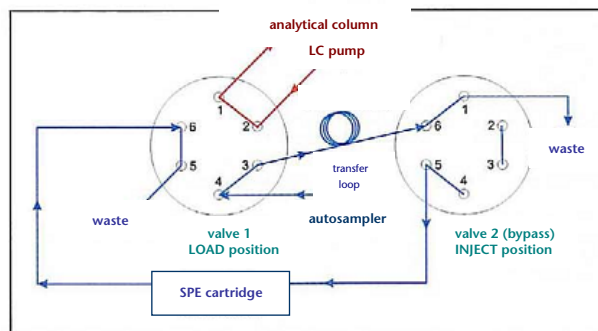 analytical column
LC pump
1
2
3
4
5
6
transfer
loop
autosampler
waste
valve 1
LOAD position
1
2
3
4
5
6
waste
valve 2 (bypass)
INJECT position
SPE cartridge